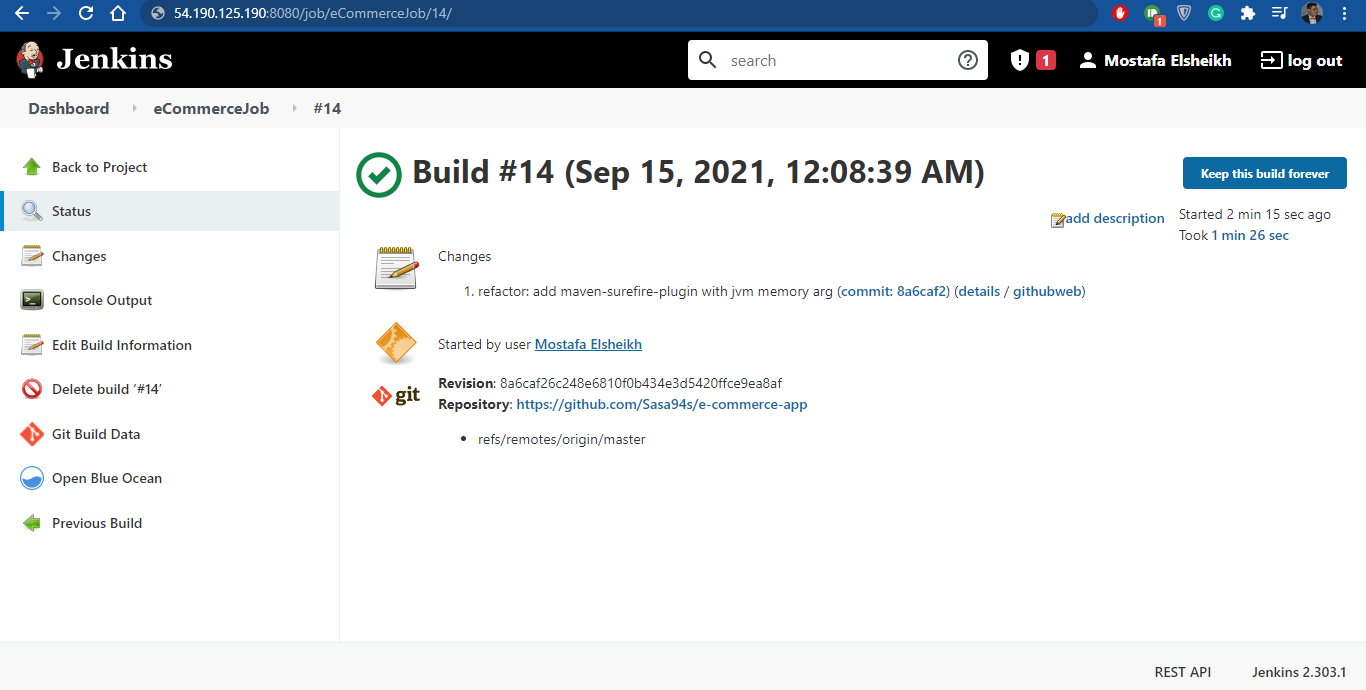 54.190.125.190:8080/job/eCommerceJob/14/
1
Jenkins
search
1
Mostafa Elsheikh
log out
Dashboard
eCommerceJob
#14
Back to Project
Status
Changes
Console Output
Edit Build Information
Delete build ‘#14’
Git Build Data
Open Blue Ocean
Previous Build
Build #14 (Sep 15, 2021, 12:08:39 AM)
Keep this build forever
add description
Started 2 min 15 sec ago
Took 1 min 26 sec
Changes
1. refactor: add maven-surefire-plugin with jvm memory arg (commit: 8a6caf2) (details / githubweb)
Started by user Mostafa Elsheikh
git
Revision: 8a6caf26c248e6810f0b434e3d5420ffce9ea8af
Repository: https://github.com/Sasa94s/e-commerce-app
refs/remotes/origin/master
REST API
Jenkins 2.303.1